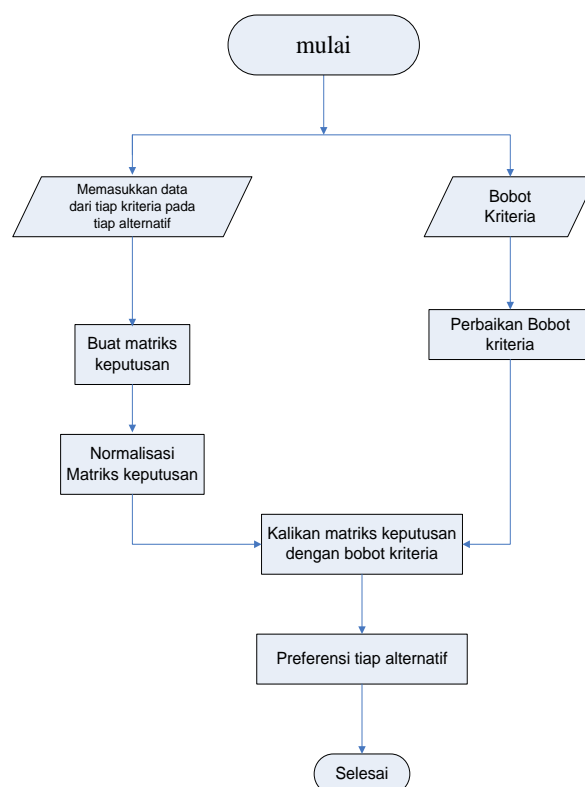 mulai
Memasukkan data
dari tiap kriteria pada
tiap alternatif
Bobot
Kriteria
Buat matriks
keputusan
Perbaikan Bobot
kriteria
Normalisasi
Matriks keputusan
Kalikan matriks keputusan
dengan bobot kriteria
Preferensi tiap alternatif
Selesai